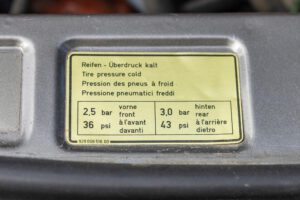 Reifen - Überdruck kalt
Tire pressure cold
Pression des pneus à froid
Pressione pneumatici freddi
2,5 bar vorne 3,0 bar hinten
front rear
36 psi à l'avant 43 psi à l'arrière
davanti dietro